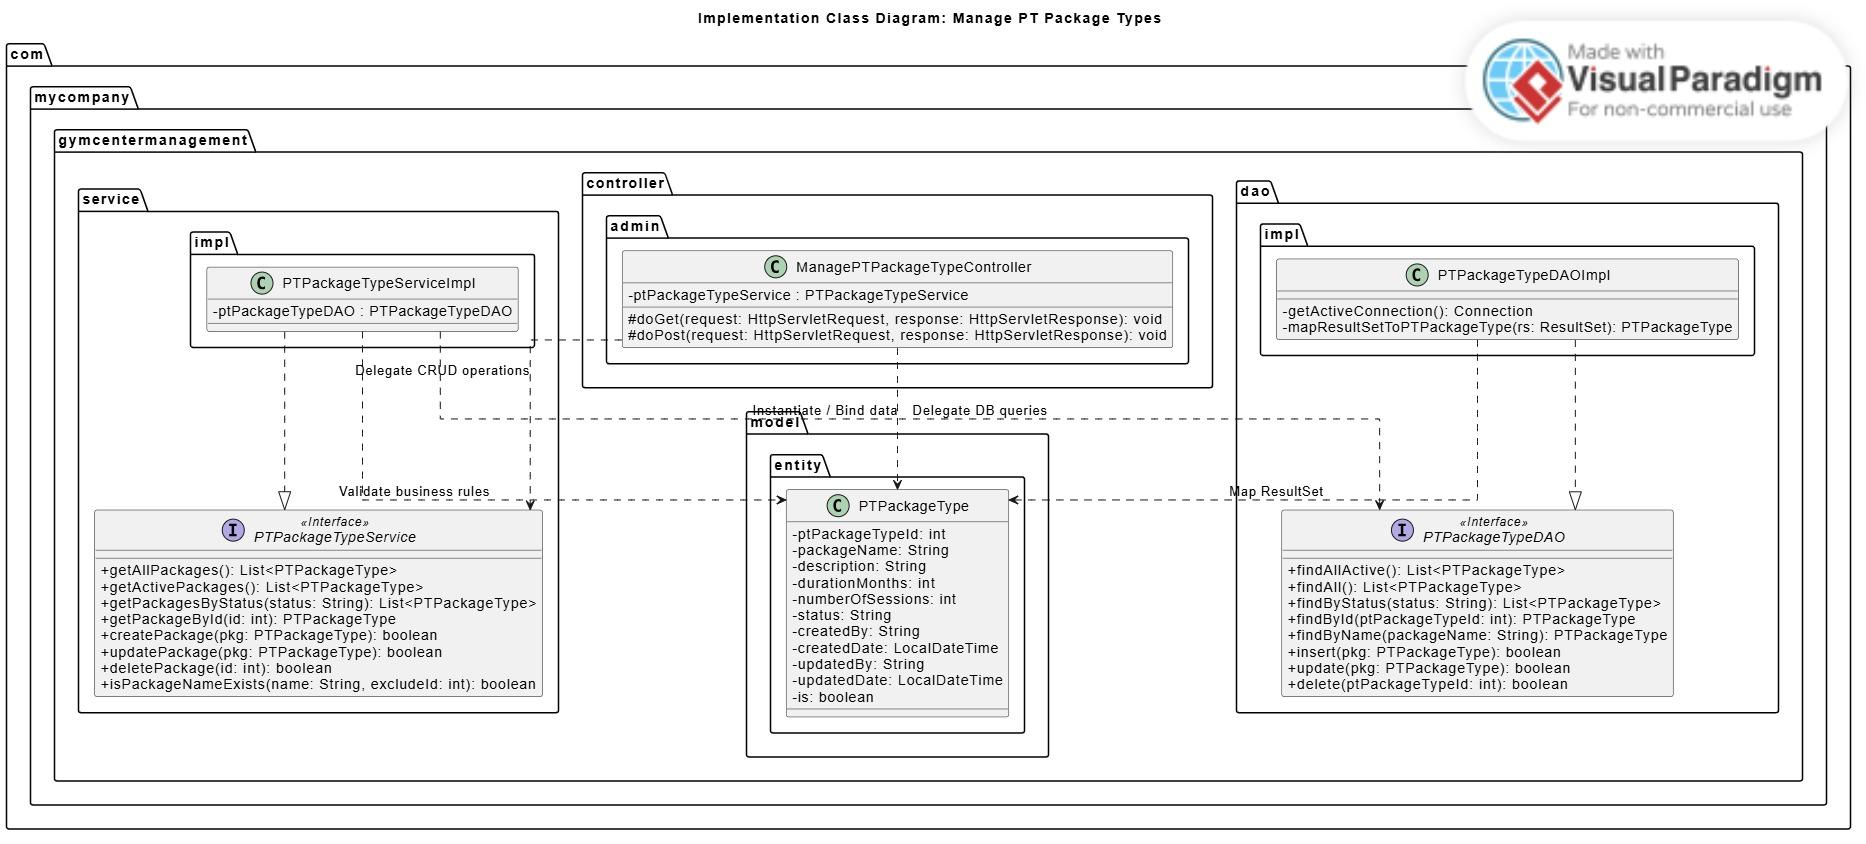 Implementation Class Diagram: Manage PT Package Types
Made with
Visual Paradigm
For non-commercial use
com
mycompany
gymcentermanagement
service
impl
C PTPackageTypeServiceImpl
-ptPackageTypeDAO : PTPackageTypeDAO
controller
admin
C ManagePTPackageTypeController
-ptPackageTypeService : PTPackageTypeService
#doGet(request: HttpServletRequest, response: HttpServletResponse): void
#doPost(request: HttpServletRequest, response: HttpServletResponse): void
dao
impl
C PTPackageTypeDAOImpl
-getActiveConnection(): Connection
-mapResultSetToPTPackageType(rs: ResultSet): PTPackageType
Delegate CRUD operations
Instantiate / Bind data
Delegate DB queries
Validate business rules
Map ResultSet
«Interface»
I PTPackageTypeService
+getAllPackages(): List<PTPackageType>
+getActivePackages(): List<PTPackageType>
+getPackagesByStatus(status: String): List<PTPackageType>
+getPackageById(id: int): PTPackageType
+createPackage(pkg: PTPackageType): boolean
+updatePackage(pkg: PTPackageType): boolean
+deletePackage(id: int): boolean
+isPackageNameExists(name: String, excludeId: int): boolean
model
entity
C PTPackageType
-ptPackageTypeId: int
-packageName: String
-description: String
-durationMonths: int
-numberOfSessions: int
-status: String
-createdBy: String
-createdDate: LocalDateTime
-updatedBy: String
-updatedDate: LocalDateTime
-is: boolean
«Interface»
I PTPackageTypeDAO
+findAllActive(): List<PTPackageType>
+findAll(): List<PTPackageType>
+findByStatus(status: String): List<PTPackageType>
+findById(ptPackageTypeId: int): PTPackageType
+findByName(packageName: String): PTPackageType
+insert(pkg: PTPackageType): boolean
+update(pkg: PTPackageType): boolean
+delete(ptPackageTypeId: int): boolean